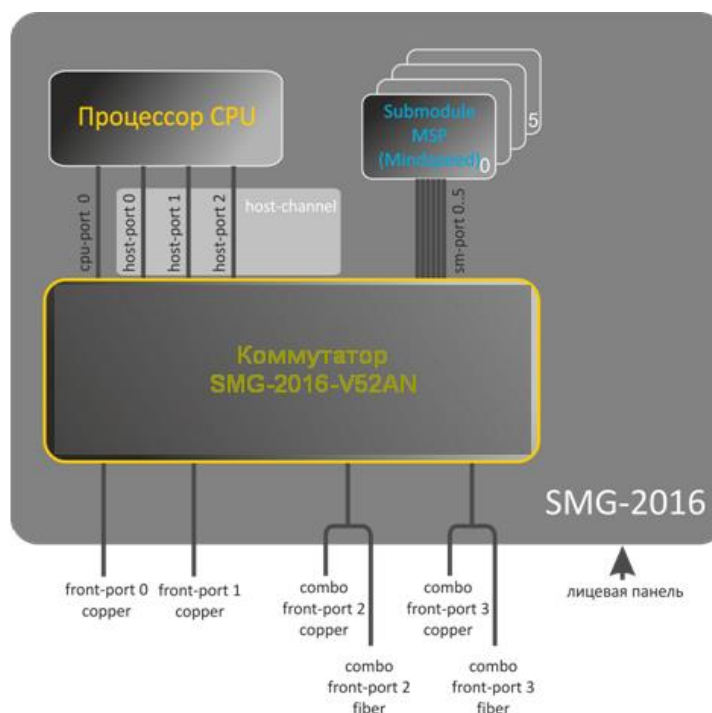 Процессор CPU
Submodule
MSP
(Mindspeed)
0
5
cpu-port 0
host-port 0
host-port 1
host-port 2
host-channel
sm-port 0..5
Коммутатор
SMG-2016-V52AN
SMG-2016
front-port 0
copper
front-port 1
copper
combo
front-port 2
copper
combo
front-port 3
copper
лицевая панель
combo
front-port 2
fiber
combo
front-port 3
fiber